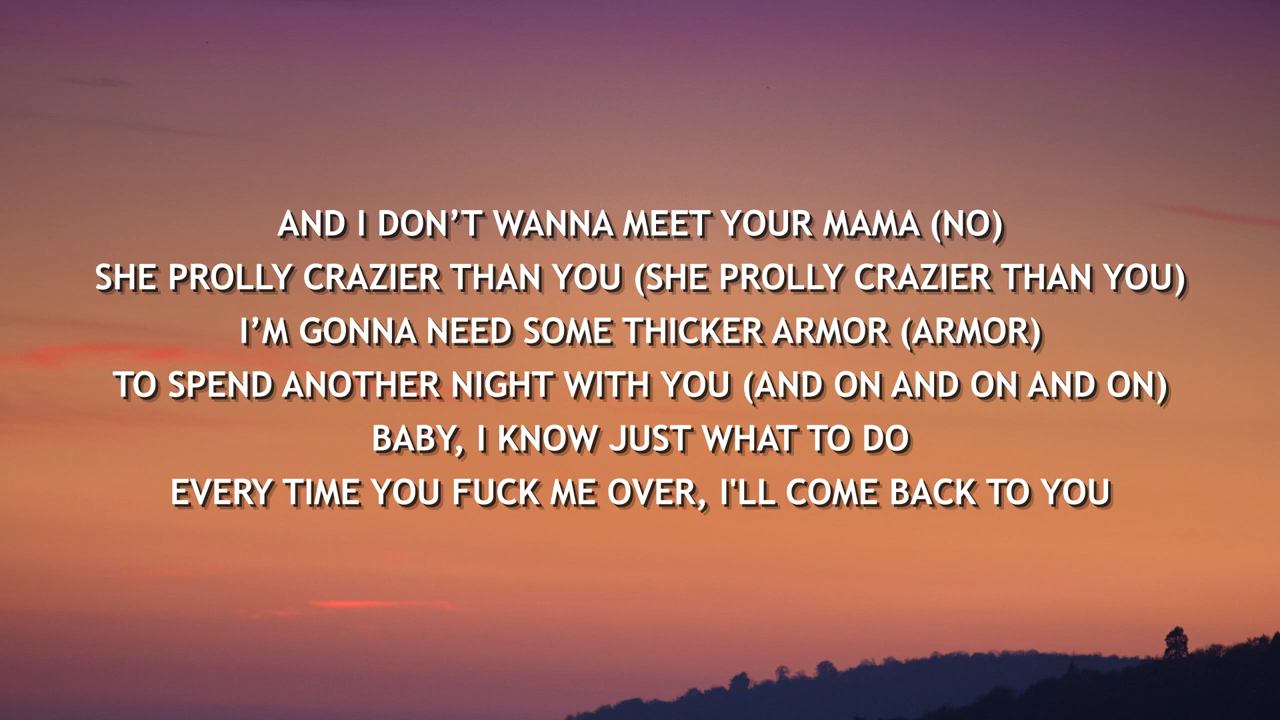 AND I DON’T WANNA MEET YOUR MAMA (NO)
SHE PROLLY CRAZIER THAN YOU (SHE PROLLY CRAZIER THAN YOU)
I’M GONNA NEED SOME THICKER ARMOR (ARMOR)
TO SPEND ANOTHER NIGHT WITH YOU (AND ON AND ON AND ON)
BABY, I KNOW JUST WHAT TO DO
EVERY TIME YOU FUCK ME OVER, I'LL COME BACK TO YOU